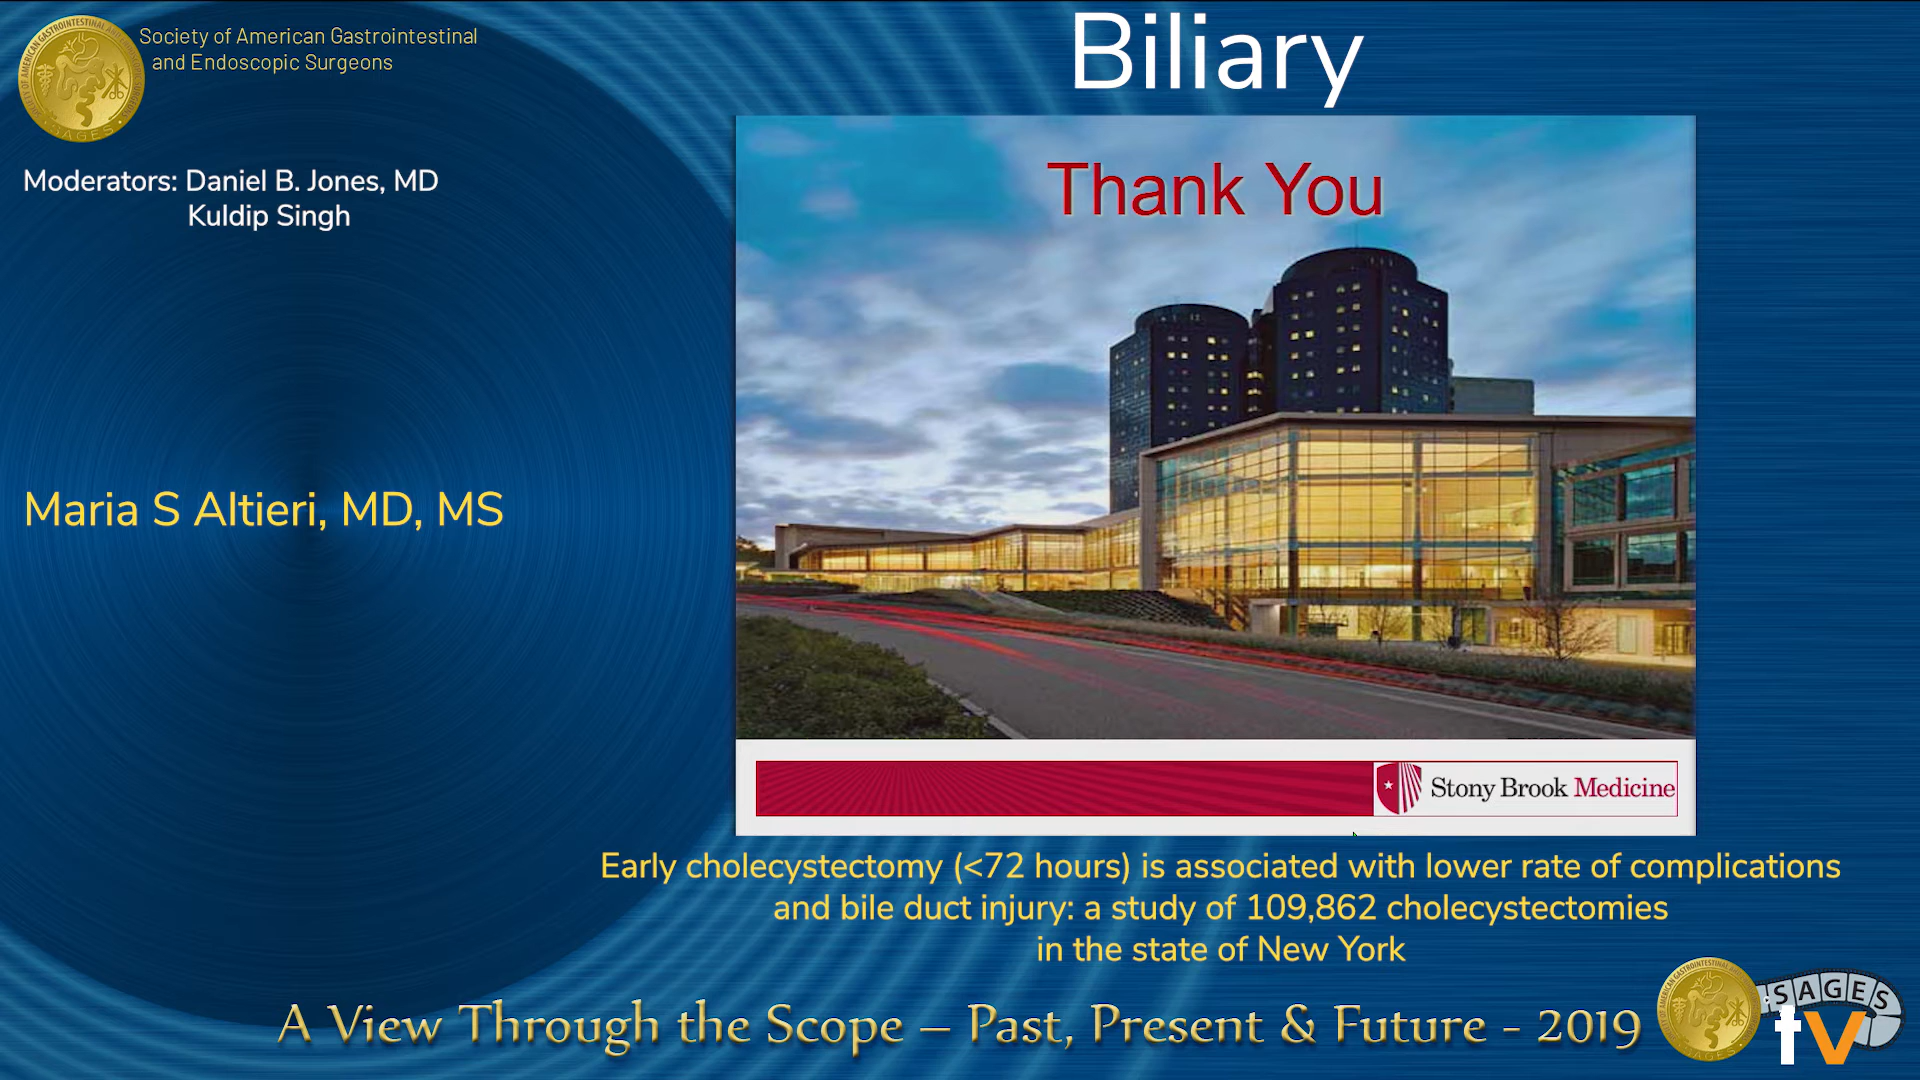 Society of American Gastrointestinal
and Endoscopic Surgeons
SAGES
Biliary
Moderators: Daniel B. Jones, MD
Kuldip Singh
Thank You
Maria S Altieri, MD, MS
Stony Brook Medicine
Early cholecystectomy (<72 hours) is associated with lower rate of complications
and bile duct injury: a study of 109,862 cholecystectomies
in the state of New York
A View Through the Scope – Past, Present & Future - 2019
SAGES
tv